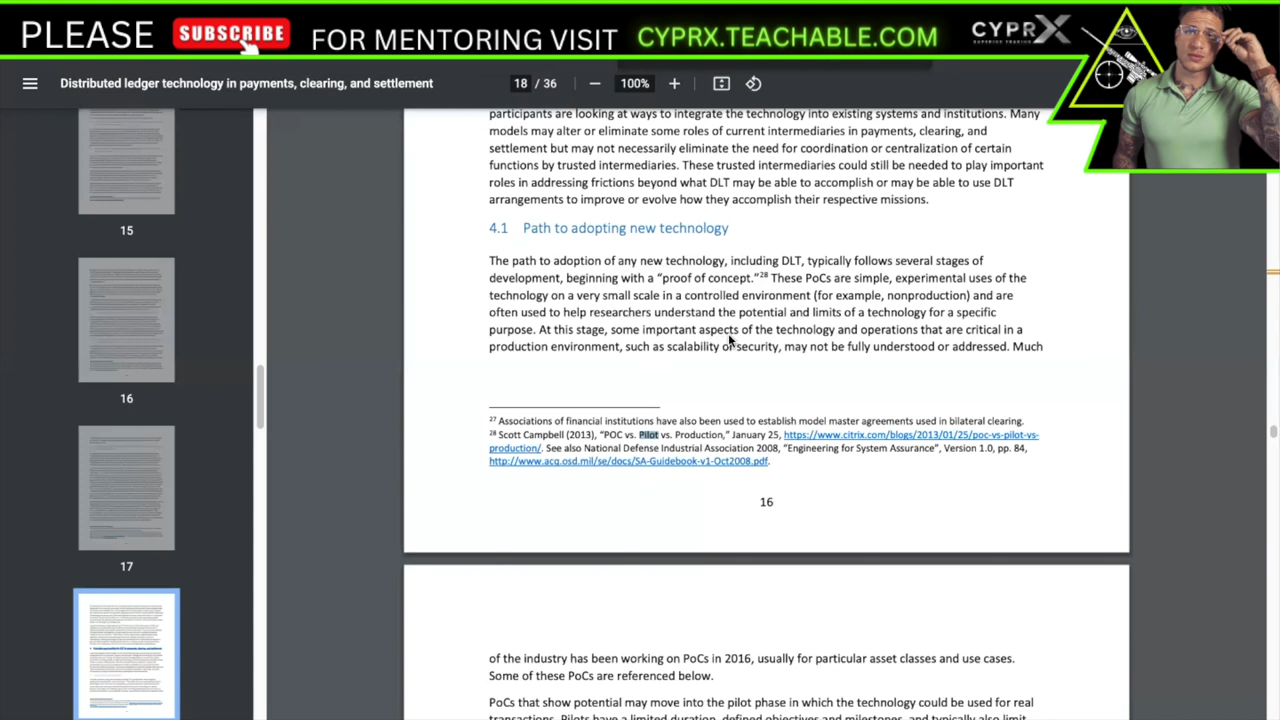 PLEASE SUBSCRIBE FOR MENTORING VISIT CYPRX.TEACHABLE.COM
CYPRX
SUPERIOR TRADING
Distributed ledger technology in payments, clearing, and settlement
18 / 36
100%
15
16
17
participants are looking at ways to integrate the technology into existing systems and institutions. Many
models may alter or eliminate some roles of current intermediaries in payments, clearing, and
settlement but may not necessarily eliminate the need for coordination or centralization of certain
functions by trusted intermediaries. These trusted intermediaries could still be needed to play important
roles in addressing frictions beyond what DLT may be able to accomplish or may be able to use DLT
arrangements to improve or evolve how they accomplish their respective missions.
4.1 Path to adopting new technology
The path to adoption of any new technology, including DLT, typically follows several stages of
development, beginning with a “proof of concept.”28 These PoCs are simple, experimental uses of the
technology on a very small scale in a controlled environment (for example, nonproduction) and are
often used to help researchers understand the potential and limits of a technology for a specific
purpose. At this stage, some important aspects of the technology and operations that are critical in a
production environment, such as scalability or security, may not be fully understood or addressed. Much
27 Associations of financial institutions have also been used to establish model master agreements used in bilateral clearing.
28 Scott Campbell (2013), “POC vs. Pilot vs. Production,” January 25, https://www.citrix.com/blogs/2013/01/25/poc-vs-pilot-vs-
production/. See also National Defense Industrial Association 2008, “Engineering for System Assurance”, Version 1.0, pp. 84,
http://www.acq.osd.mil/se/docs/SA-Guidebook-v1-Oct2008.pdf.
16
of the industry has been working on PoCs in 2016, usually for particular asset classes and use cases.
Some of these PoCs are referenced below.
PoCs that show potential may move into the pilot phase in which the technology could be used for real
transactions. Pilots have a limited duration, defined objectives and milestones, and typically also limit